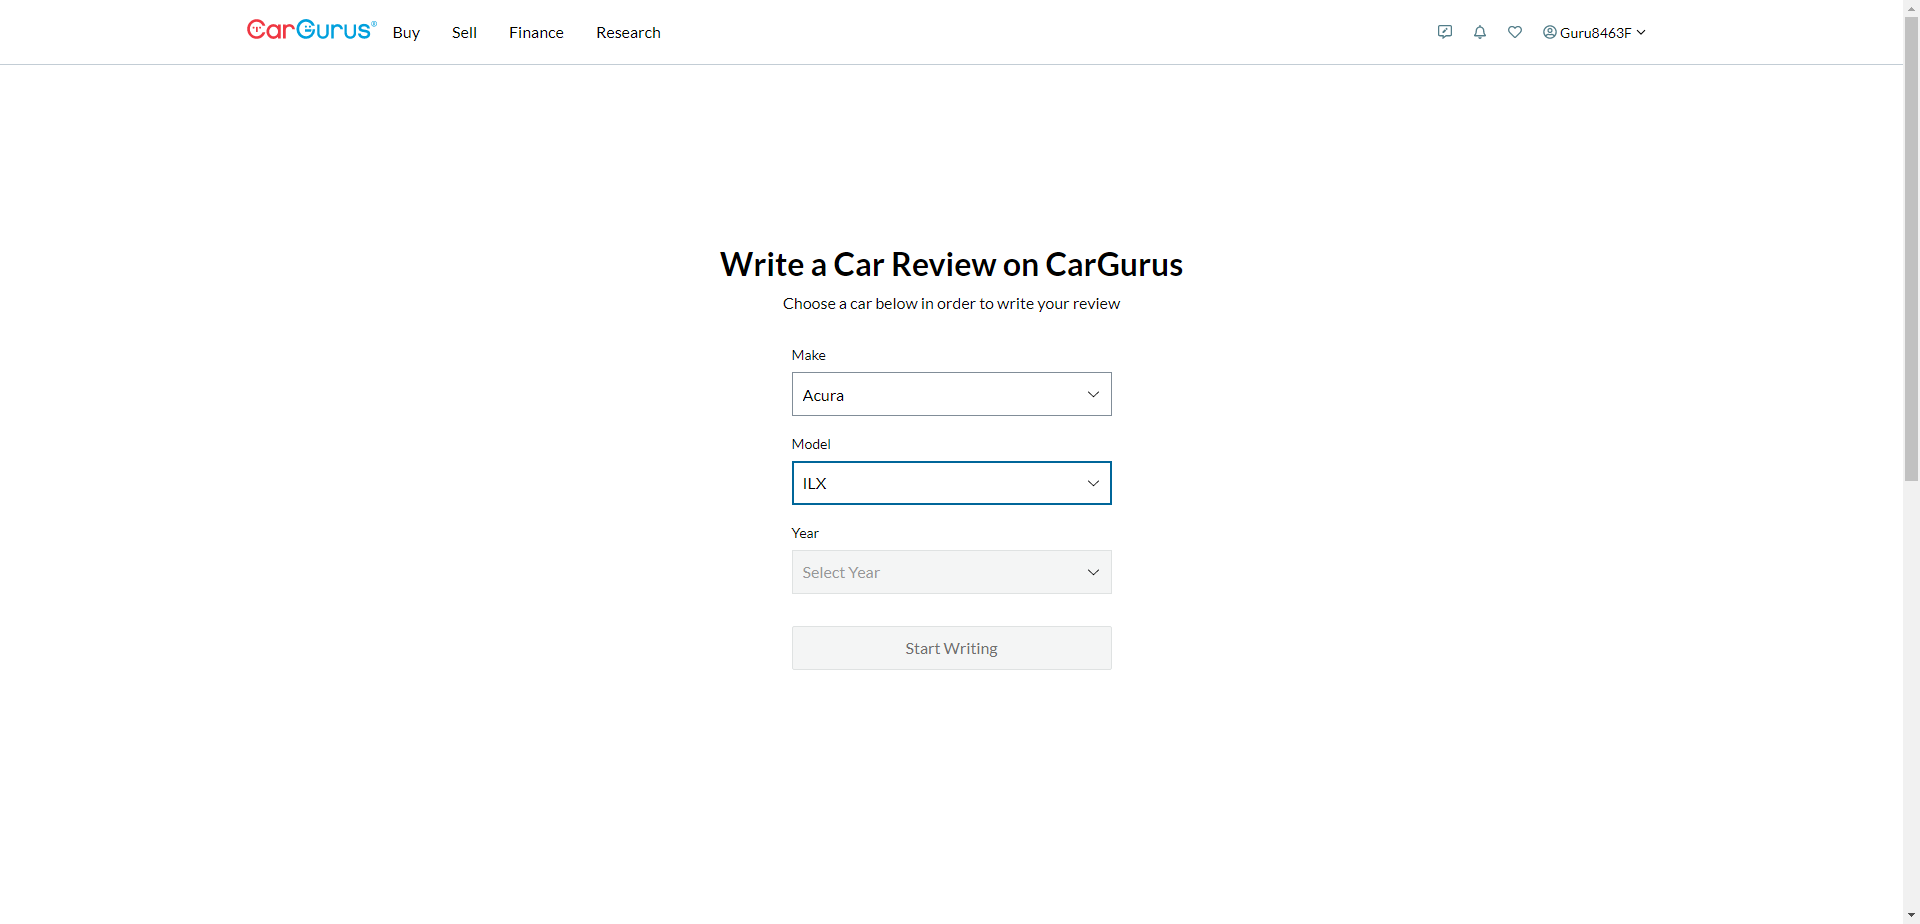 CarGurus®
Buy
Sell
Finance
Research
Guru8463F
Write a Car Review on CarGurus
Choose a car below in order to write your review
Make
Acura
Model
ILX
Year
Select Year
Start Writing